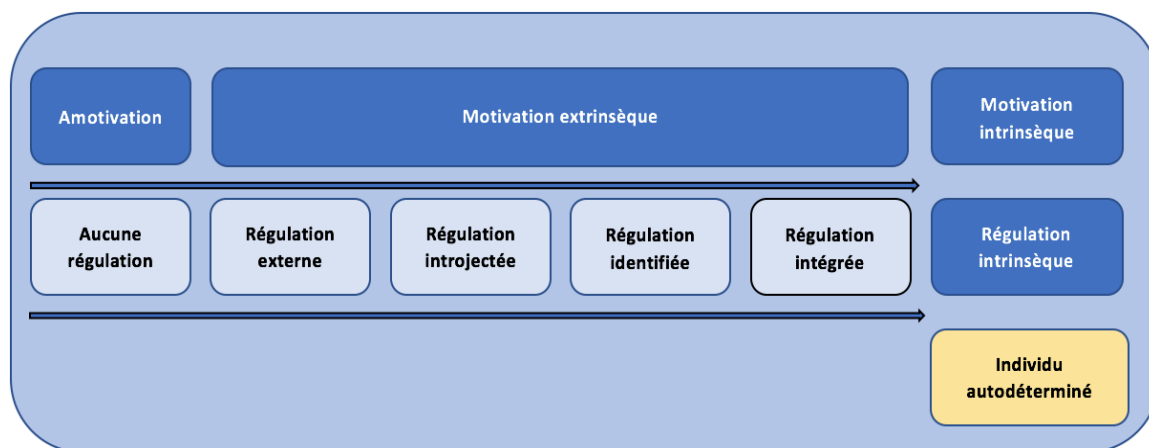 Amotivation
Motivation extrinsèque
Motivation
intrinsèque
Aucune
régulation
Régulation
externe
Régulation
introjectée
Régulation
identifiée
Régulation
intégrée
Régulation
intrinsèque
Individu
autodéterminé